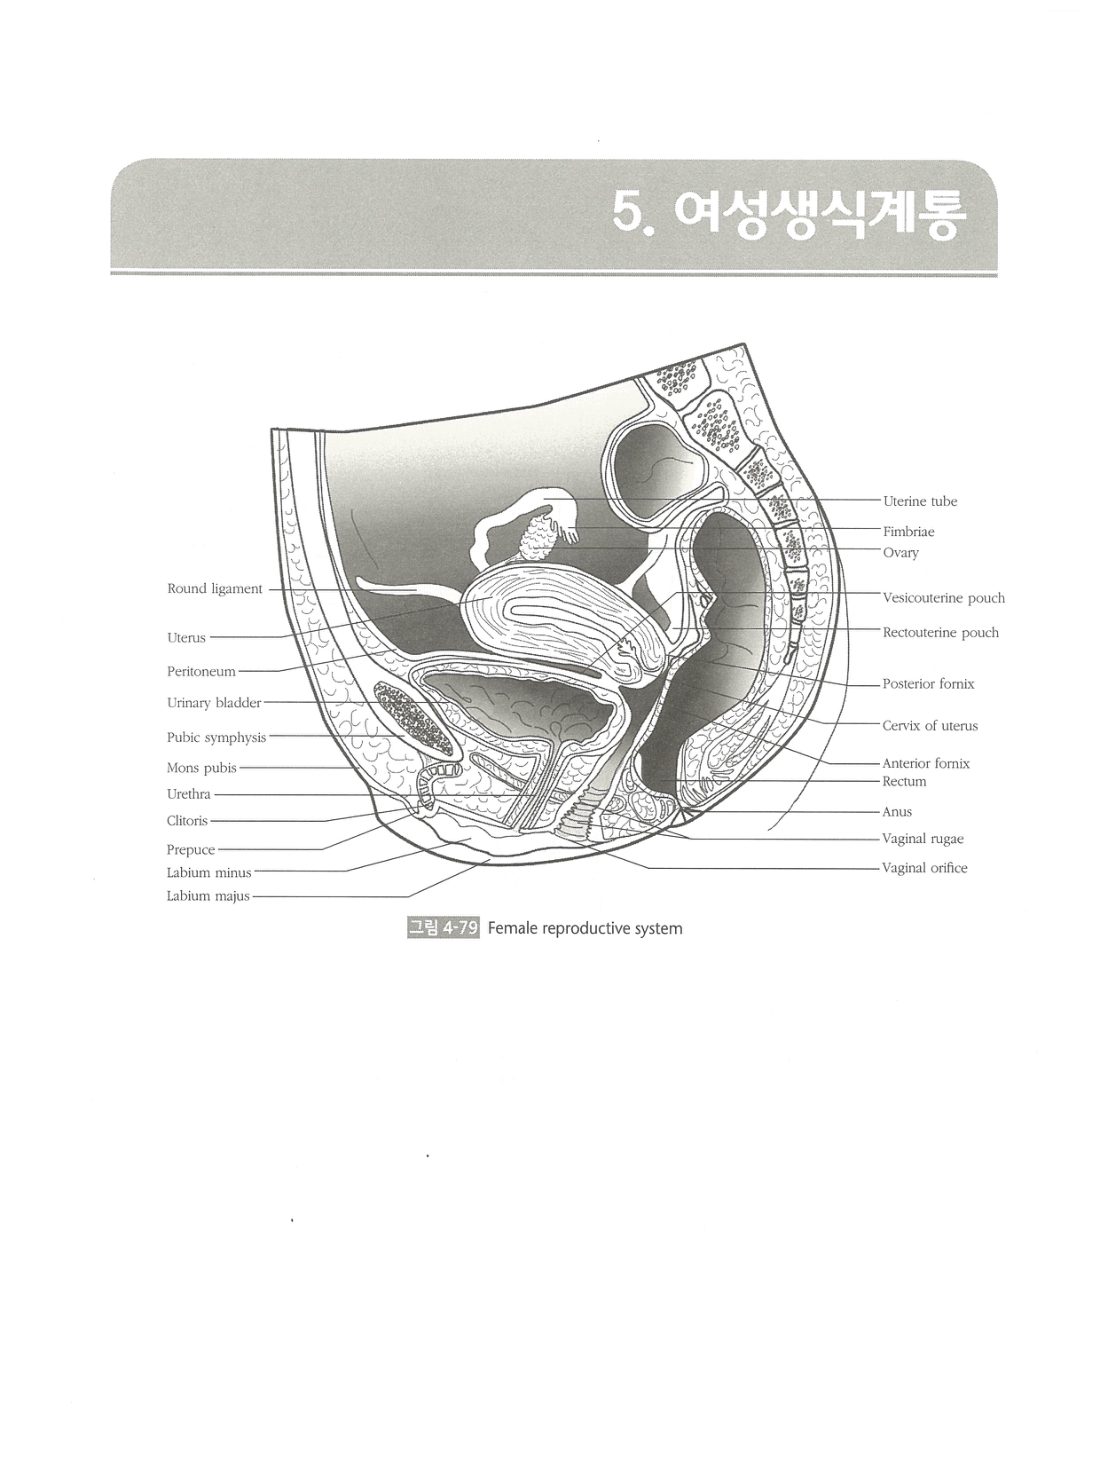 5. 여성생식계통
Uterine tube
Fimbriae
Ovary
Vesicouterine pouch
Rectouterine pouch
Posterior fornix
Cervix of uterus
Anterior fornix
Rectum
Anus
Vaginal rugae
Vaginal orifice
Round ligament
Uterus
Peritoneum
Urinary bladder
Pubic symphysis
Mons pubis
Urethra
Clitoris
Prepuce
Labium minus
Labium majus
그림 4-79 Female reproductive system